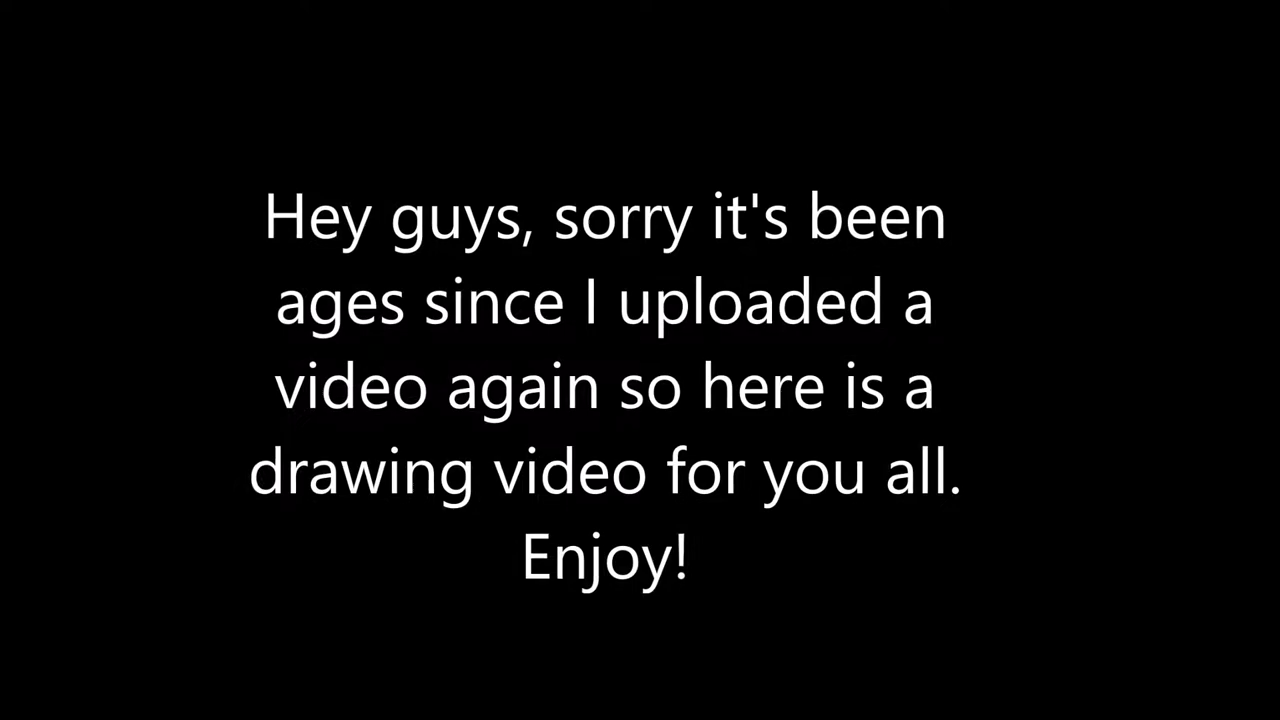 Hey guys, sorry it's been
ages since I uploaded a
video again so here is a
drawing video for you all.
Enjoy!